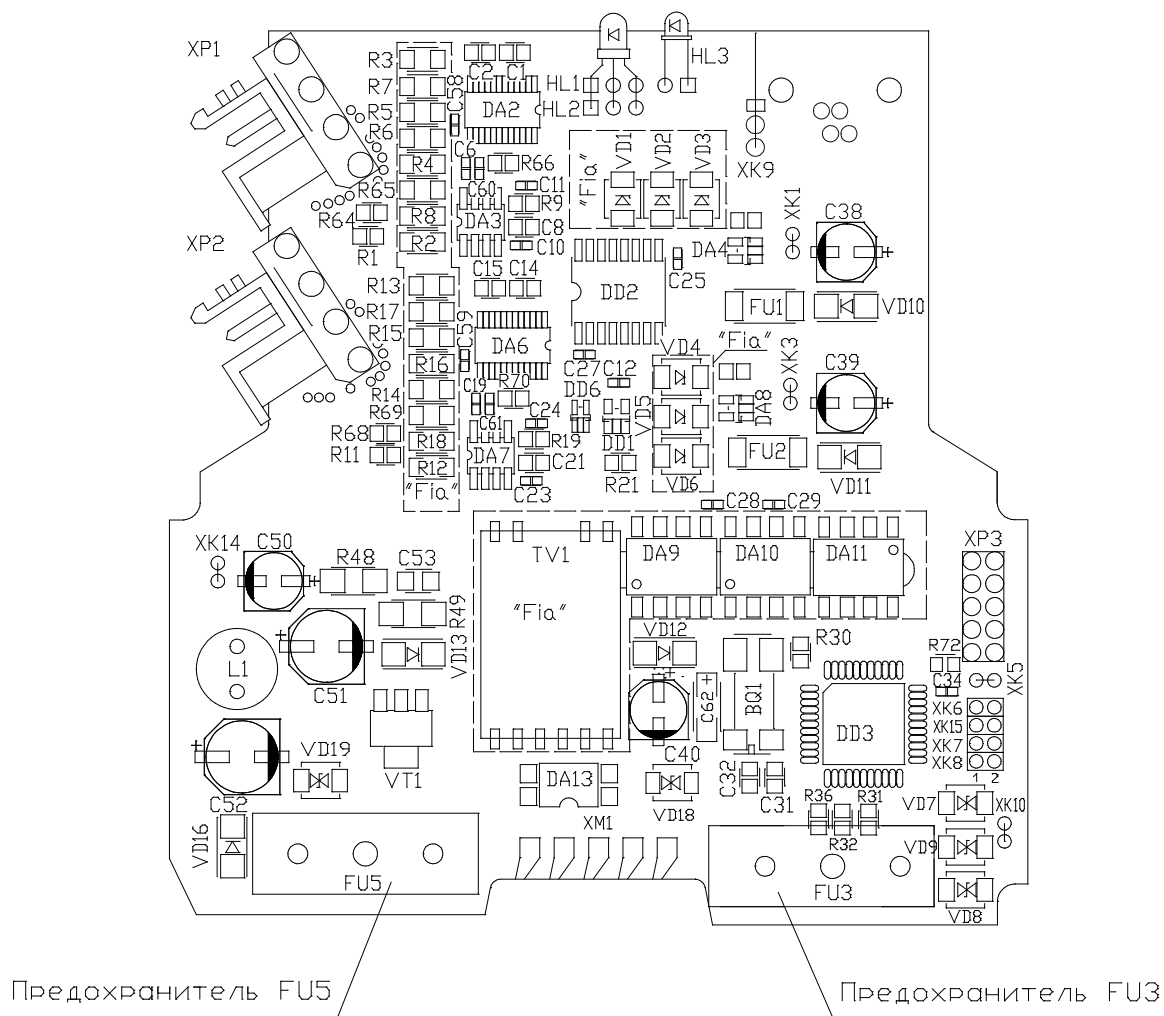 XP1
R3
C2
C1
HL1
HL2
HL3
R7
C58
R5
DA2
R6
C6
R66
R4
XK9
"Fia"
VD1
VD2
VD3
R65
C60
C11
R9
R64
R8
DA3
C8
R1
R2
C10
XP2
XK1
C38
+
DA4
C25
R13
C15
C14
DD2
FU1
VD10
R17
R15
C59
DA6
"Fia"
VD4
XK3
C39
+
R16
C27
C12
R14
C19
R70
DD6
VD5
DA8
R69
C61
C24
R68
R18
R19
DD1
FU2
R11
R12
DA7
C21
R21
VD6
VD11
"Fia"
C23
C28
C29
XK14
C50
+
R48
C53
TV1
DA9
DA10
DA11
XP3
"Fia"
R49
VD13
VD12
R30
R72
+
L1
C51
C34
XK5
+
C62
+
BQ1
DD3
XK6
XK15
XK7
XK8
1
2
+
VD19
VT1
C40
C32
C31
DA13
VD18
C52
R36
R31
VD7
XK10
VD16
XM1
R32
VD9
FU5
FU3
VD8
Предохранитель FU5
Предохранитель FU3